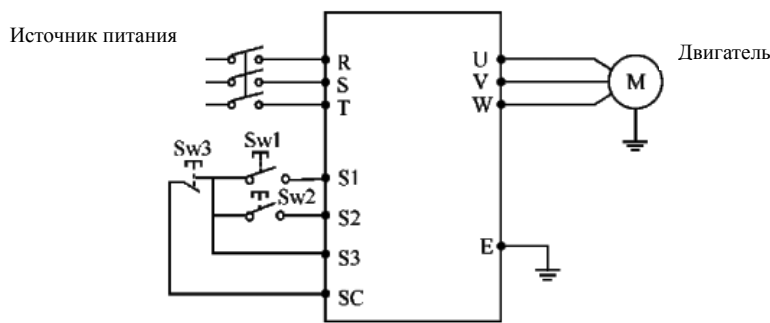 Источник питания
Двигатель
R
S
T
U
V
W
M
Sw3
Sw1
S1
Sw2
S2
S3
SC
E